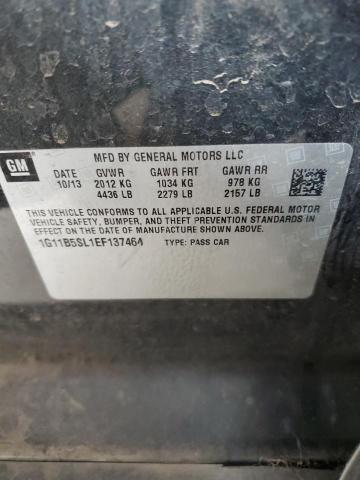 GM
MFD BY GENERAL MOTORS LLC
DATE GVWR GAWR FRT GAWR RR
10/13 2012 KG 1034 KG 978 KG
4436 LB 2279 LB 2157 LB
THIS VEHICLE CONFORMS TO ALL APPLICABLE U.S. FEDERAL MOTOR
VEHICLE SAFETY, BUMPER, AND THEFT PREVENTION STANDARDS
IN EFFECT ON THE DATE OF MANUFACTURE SHOWN ABOVE.
1G11B5SL1EF137464 TYPE: PASS CAR